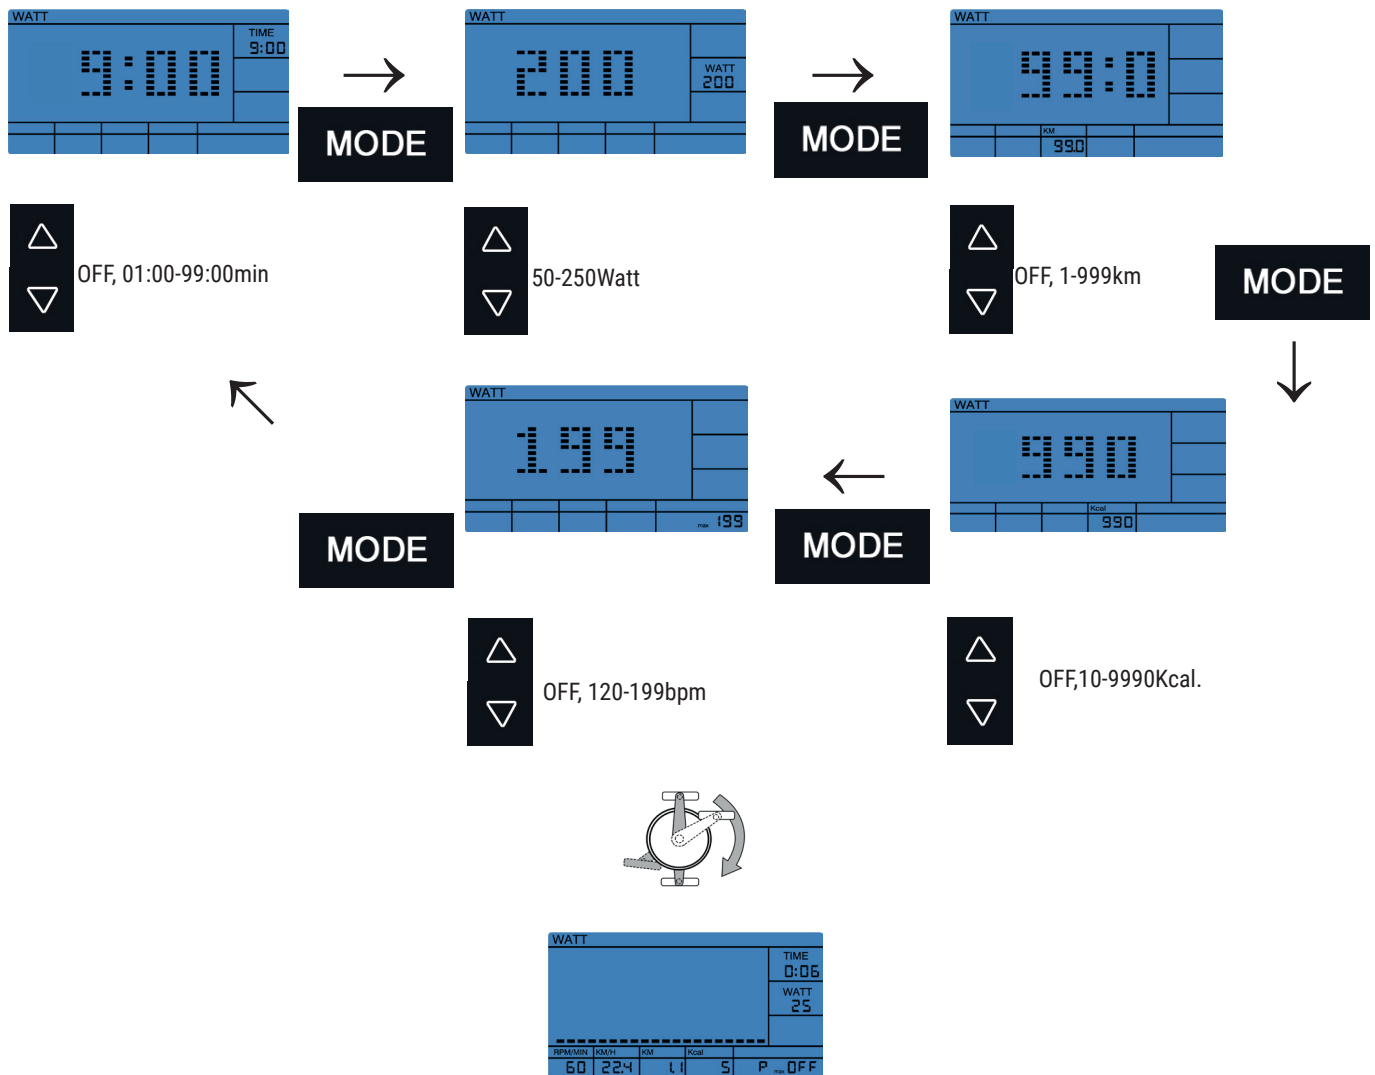 WATT
TIME
9:00
9:00
MODE
WATT
200
WATT
200
MODE
WATT
99:0
KM
99.0
OFF, 01:00-99:00min
50-250Watt
OFF, 1-999km
MODE
WATT
990
Kcal
990
MODE
WATT
199
max 199
MODE
OFF, 120-199bpm
OFF,10-9990Kcal.
WATT
TIME
0:06
WATT
25
RPM/MIN KM/H KM Kcal
60 22.4 1.1 5 P max OFF